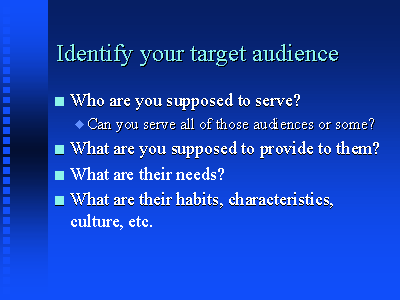 Identify your target audience
Who are you supposed to serve?
Can you serve all of those audiences or some?
What are you supposed to provide to them?
What are their needs?
What are their habits, characteristics,
culture, etc.